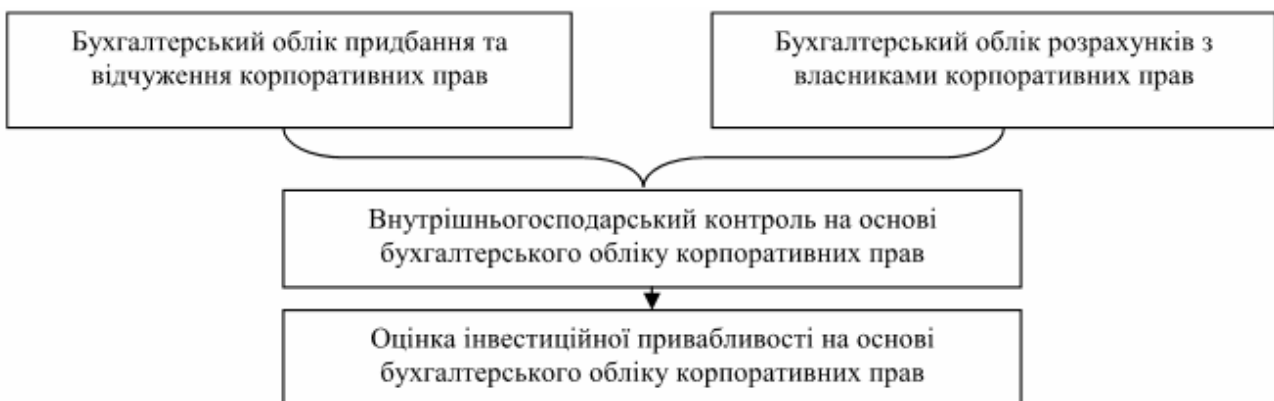 Бухгалтерський облік придбання та
відчуження корпоративних прав
Бухгалтерський облік розрахунків з
власниками корпоративних прав
Внутрішньогосподарський контроль на основі
бухгалтерського обліку корпоративних прав
Оцінка інвестиційної привабливості на основі
бухгалтерського обліку корпоративних прав